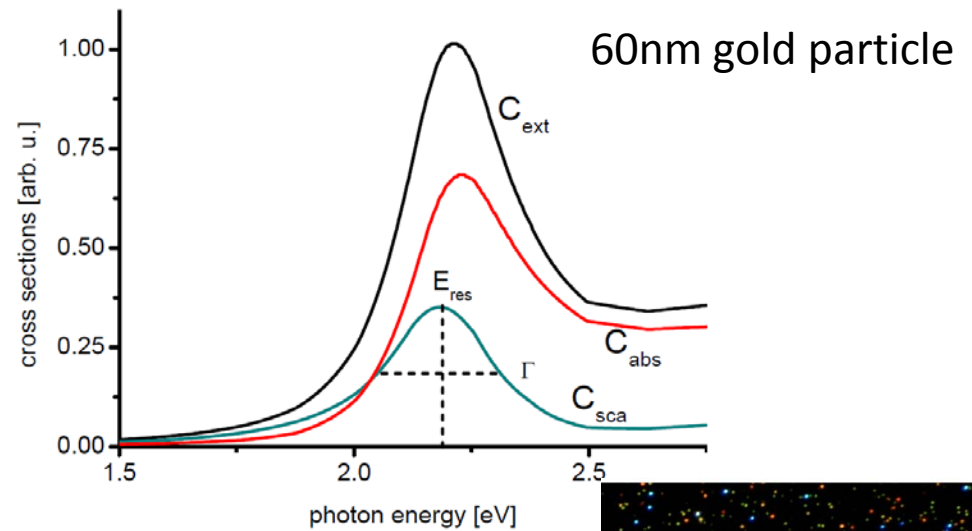 60nm gold particle
cross sections [arb. u.]
1.00
0.75
0.50
0.25
0.00
C_ext
E_res
Γ
C_abs
C_sca
1.5
2.0
2.5
photon energy [eV]